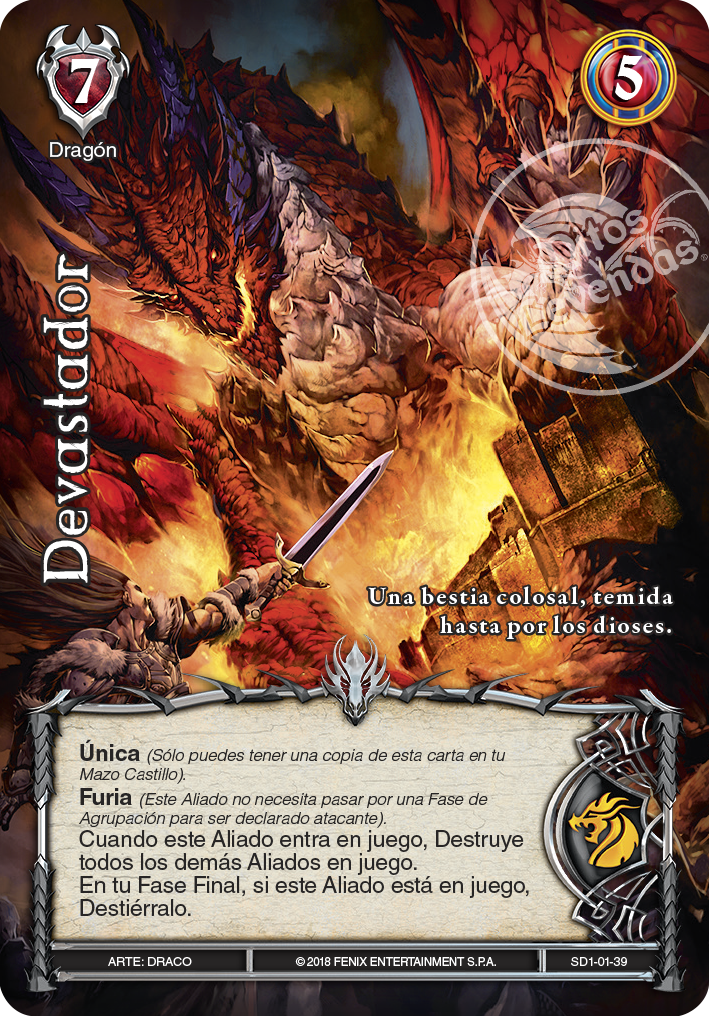 7
5
Dragón
Mitos
Leyendas®
Devastador
Una bestia colosal, temida
hasta por los dioses.
Única (Sólo puedes tener una copia de esta carta en tu
Mazo Castillo).
Furia (Este Aliado no necesita pasar por una Fase de
Agrupación para ser declarado atacante).
Cuando este Aliado entra en juego, Destruye
todos los demás Aliados en juego.
En tu Fase Final, si este Aliado está en juego,
Destiérralo.
ARTE: DRACO
© 2018 FENIX ENTERTAINMENT S.P.A.
SD1-01-39